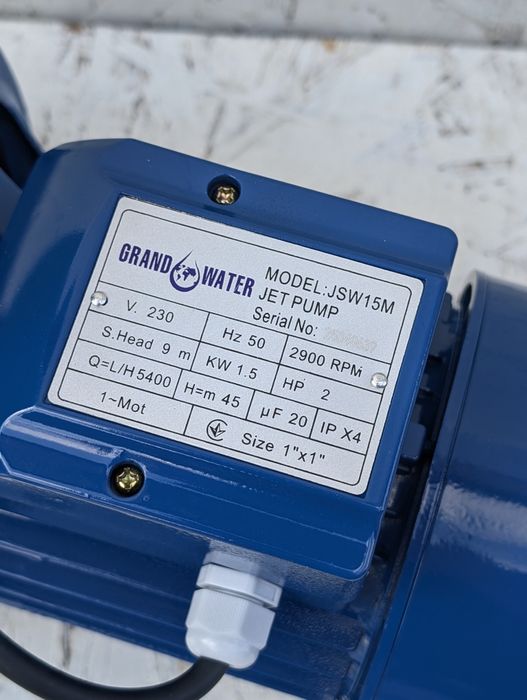 GRAND WATER
MODEL:JSW15M
JET PUMP
Serial No:
V. 230
Hz 50
2900 RPM
S.Head 9 m
KW 1.5
HP 2
Q=L/H 5400
H=m 45
µF 20
IP X4
1~Mot
Size 1"x1"